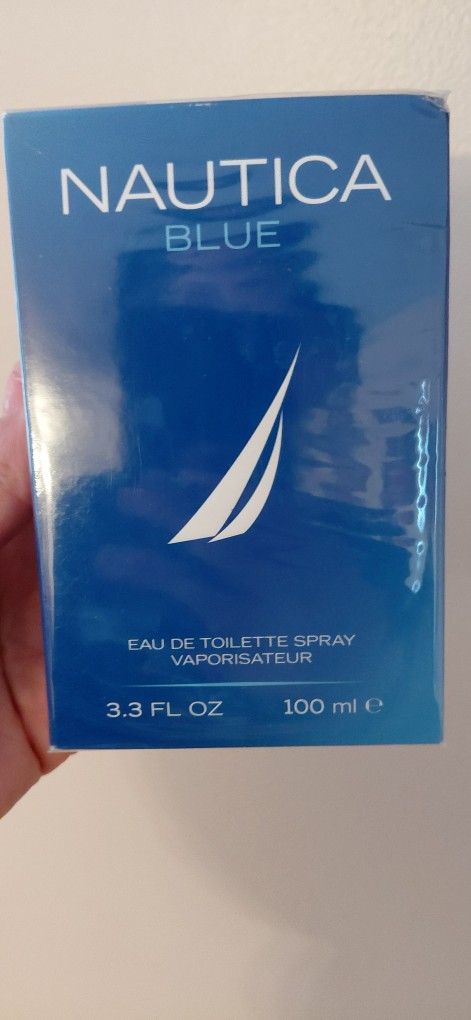 NAUTICA
BLUE
EAU DE TOILETTE SPRAY
VAPORISATEUR
3.3 FL OZ 100 ml ℮